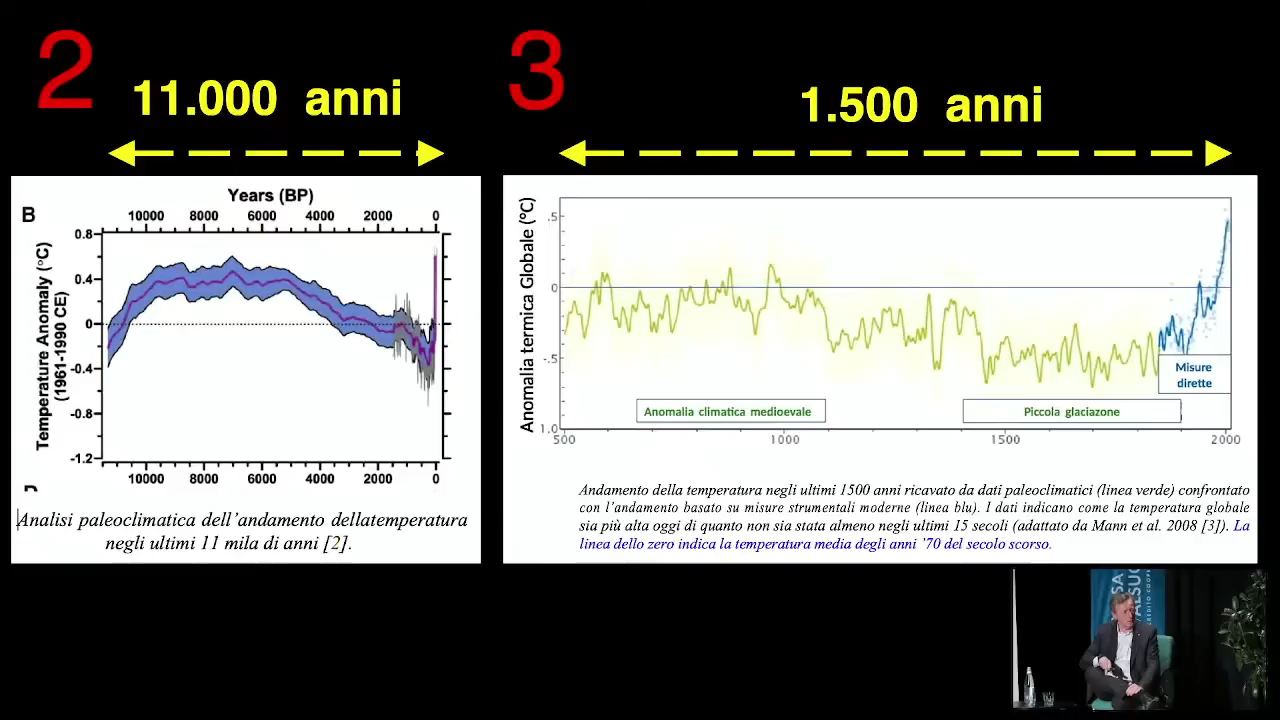 2
11.000 anni
3
1.500 anni
B
Years (BP)
10000 8000 6000 4000 2000 0
Temperature Anomaly (°C)
(1961-1990 CE)
0.8
0.4
0
-0.4
-0.8
-1.2
10000 8000 6000 4000 2000 0
Analisi paleoclimatica dell'andamento dellatemperatura
negli ultimi 11 mila di anni [2].
Anomalia termica Globale (°C)
.5
0
-.5
1.0
Misure
dirette
Anomalia climatica medioevale
Piccola glaciazone
500 1000 1500 2000
Andamento della temperatura negli ultimi 1500 anni ricavato da dati paleoclimatici (linea verde) confrontato
con l'andamento basato su misure strumentali moderne (linea blu). I dati indicano come la temperatura globale
sia più alta oggi di quanto non sia stata almeno negli ultimi 15 secoli (adattato da Mann et al. 2008 [3]). La
linea dello zero indica la temperatura media degli anni '70 del secolo scorso.